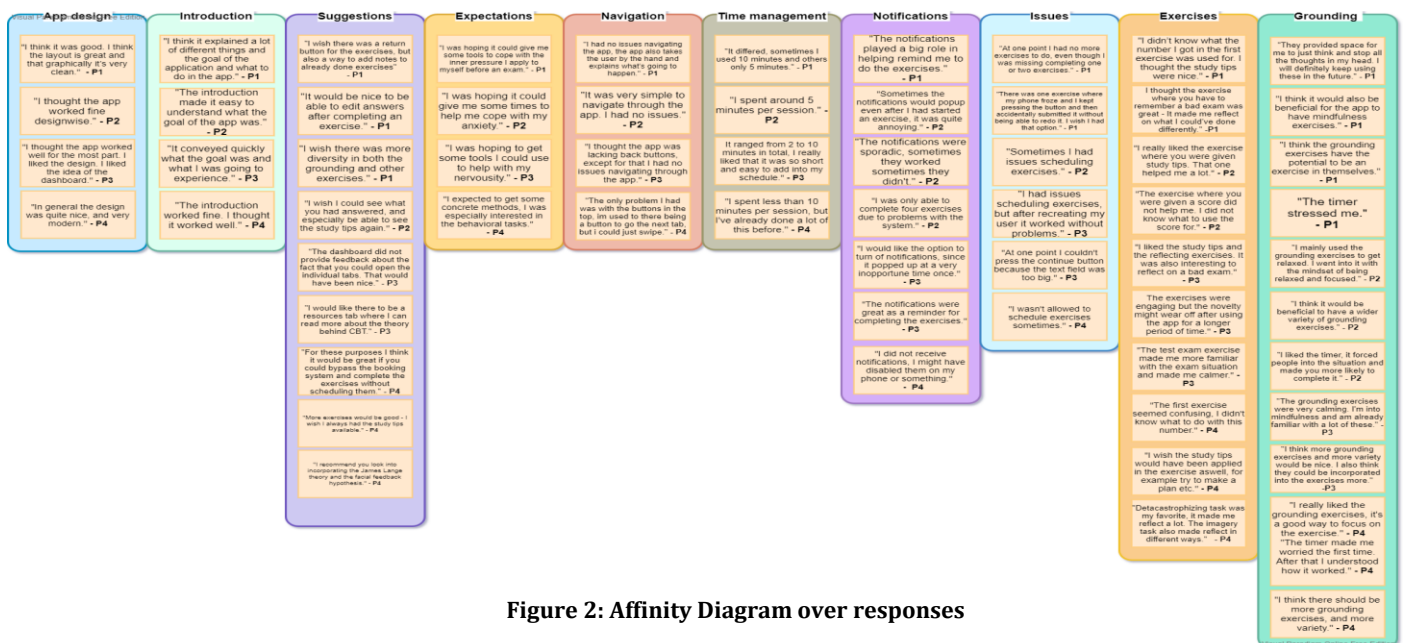 App design
"I think it was good. I think
the layout is great and
that graphically it's very
clean." - P1
"I thought the app
worked fine
designwise." - P2
"I thought the app worked
well for the most part. I
liked the design. I liked
the idea of the
dashboard." - P3
"In general the design
was quite nice, and very
modern." - P4
Introduction
"I think it explained a lot
of different things and
the goal of the
application and what to
do in the app." - P1
"The introduction
made it easy to
understand what the
goal of the app was."
- P2
"It conveyed quickly
what the goal was and
what I was going to
experience." - P3
"The introduction
worked fine. I thought
it worked well." - P4
Suggestions
"I wish there was a return
button for the exercises, but
also a way to add notes to
already done exercises"
- P1
"It would be nice to be
able to edit answers
after completing an
exercise." - P1
"I wish there was more
diversity in both the
grounding and other
exercises." - P1
"I wish I could see what
you had answered, and
especially be able to see
the study tips again." - P2
"The dashboard did not
provide feedback about the
fact that you could open the
individual tabs. That would
have been nice." - P3
"I would like there to be a
resources tab where I can
read more about the theory
behind CBT." - P3
"For these purposes I think
it would be great if you
could bypass the booking
system and complete the
exercises without
scheduling them." - P4
"More exercises would be good - I
wish I always had the study tips
available." - P4
"I recommend you look into
incorporating the James Lange
theory and the facial feedback
hypothesis." - P4
Expectations
"I was hoping it could give me
some tools to cope with the
inner pressure I apply to
myself before an exam." - P1
"I was hoping it could
give me some times to
help me cope with my
anxiety." - P2
"I was hoping to get
some tools I could use
to help with my
nervousity." - P3
"I expected to get some
concrete methods, I was
especially interested in
the behavioral tasks."
- P4
Navigation
"I had no issues navigating
the app, the app also takes
the user by the hand and
explains what's going to
happen." - P1
"It was very simple to
navigate through the
app. I had no issues."
- P2
"I thought the app was
lacking back buttons,
except for that I had no
issues navigating through
the app." - P3
"The only problem I had
was with the buttons in the
top, im used to there being
a button to go the next tab,
but i could just swipe." - P4
Time management
"It differed, sometimes I
used 10 minutes and others
only 5 minutes." - P1
"I spent around 5
minutes per session." -
P2
It ranged from 2 to 10
minutes in total, I really
liked that it was so short
and easy to add into my
schedule." - P3
"I spent less than 10
minutes per session, but
I've already done a lot of
this before." - P4
Notifications
"The notifications
played a big role in
helping remind me to
do the exercises."
- P1
"Sometimes the
notifications would popup
even after I had started
an exercise, it was quite
annoying." - P2
"The notifications were
sporadic, sometimes
they worked
sometimes they
didn't." - P2
"I was only able to
complete four exercises
due to problems with the
system." - P2
"I would like the option to
turn of notifications, since
it popped up at a very
inopportune time once."
- P3
"The notifications were
great as a reminder for
completing the exercises."
- P3
"I did not receive
notifications, I might have
disabled them on my
phone or something."
- P4
Issues
"At one point I had no more
exercises to do, even though I
was missing completing one
or two exercises." - P1
"There was one exercise where
my phone froze and I kept
pressing the button and then
accidentally submitted it without
being able to redo it. I wish I had
that option." - P1
"Sometimes I had
issues scheduling
exercises." - P2
"I had issues
scheduling exercises,
but after recreating my
user it worked without
problems." - P3
"At one point I couldn't
press the continue button
because the text field was
too big." - P3
"I wasn't allowed to
schedule exercises
sometimes." - P4
Exercises
"I didn't know what the
number I got in the first
exercise was used for. I
thought the study tips
were nice." - P1
I thought the exercise
where you have to
remember a bad exam was
great - It made me reflect
on what I could've done
differently." -P1
"I really liked the exercise
where you were given
study tips. That one
helped me a lot." - P2
"The exercise where you
were given a score did
not help me. I did not
know what to use the
score for." - P2
"I liked the study tips and
the reflecting exercises. It
was also interesting to
reflect on a bad exam."
- P3
The exercises were
engaging but the novelty
might wear off after using
the app for a longer
period of time." - P3
"The test exam exercise
made me more familiar
with the exam situation
and made me calmer." -
P3
"The first exercise
seemed confusing, I didn't
know what to do with this
number." - P4
"I wish the study tips
would have been applied
in the exercise aswell, for
example try to make a
plan etc." - P4
"Detacastrophizing task was
my favorite, it made me
reflect a lot. The imagery
task also made reflect in
different ways." - P4
Grounding
"They provided space for
me to just think and stop all
the thoughts in my head. I
will definitely keep using
these in the future." - P1
"I think it would also be
beneficial for the app to
have mindfulness
exercises." - P1
"I think the grounding
exercises have the
potential to be an
exercise in themselves."
- P1
"The timer
stressed me."
- P1
"I mainly used the
grounding exercises to get
relaxed. I went into it with
the mindset of being
relaxed and focused." - P2
"I think it would be
beneficial to have a wider
variety of grounding
exercises." - P2
"I liked the timer, it forced
people into the situation and
made you more likely to
complete it." - P2
"The grounding exercises
were very calming. I'm into
mindfulness and am already
familiar with a lot of these." -
P3
"I think more grounding
exercises and more variety
would be nice. I also think
they could be incorporated
into the exercises more."
-P3
"I really liked the
grounding exercises, it's
a good way to focus on
the exercise." - P4
"The timer made me
worried the first time.
After that I understood
how it worked." - P4
"I think there should be
more grounding
exercises, and more
variety." - P4
Figure 2: Affinity Diagram over responses